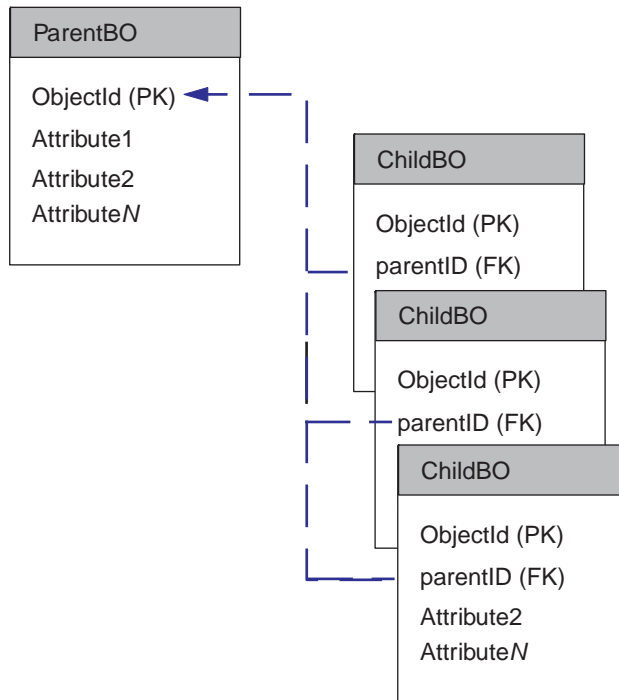 ParentBO
ObjectId (PK)
Attribute1
Attribute2
AttributeN
ChildBO
ObjectId (PK)
parentID (FK)
ChildBO
ObjectId (PK)
parentID (FK)
ChildBO
ObjectId (PK)
parentID (FK)
Attribute2
AttributeN